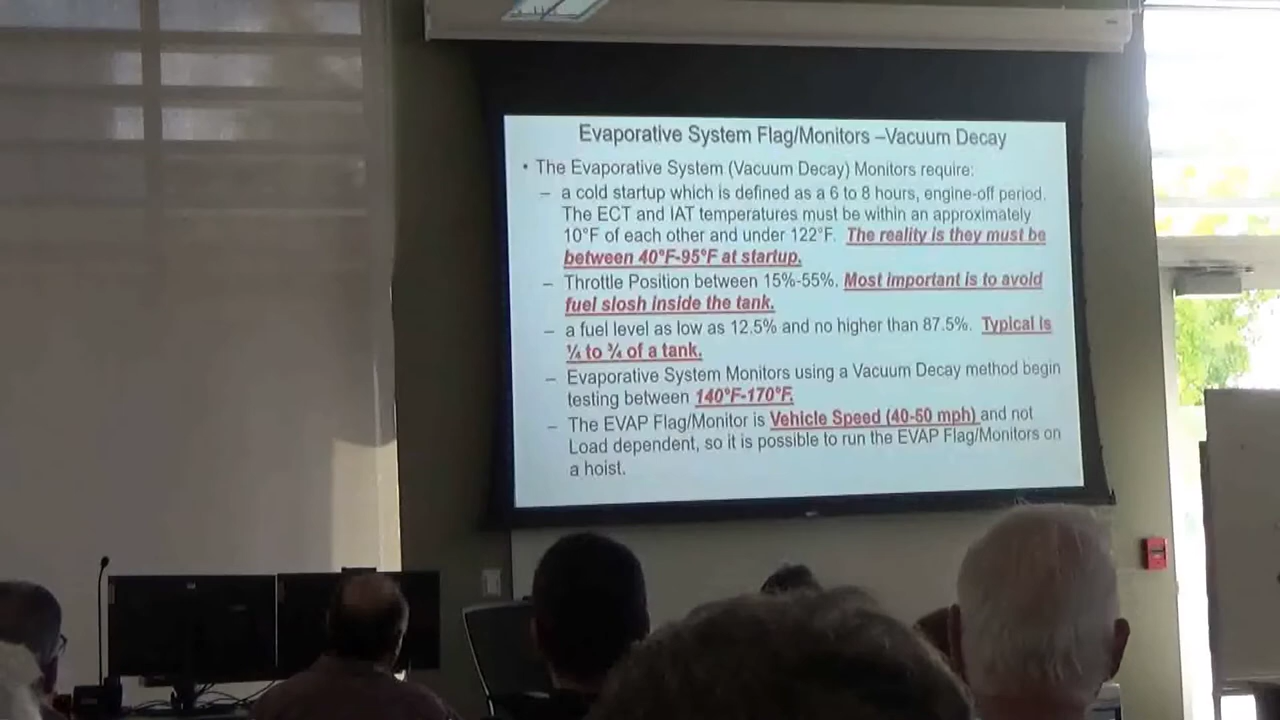 Evaporative System Flag/Monitors –Vacuum Decay
• The Evaporative System (Vacuum Decay) Monitors require:
– a cold startup which is defined as a 6 to 8 hours, engine-off period.
The ECT and IAT temperatures must be within an approximately
10°F of each other and under 122°F. The reality is they must be
between 40°F-95°F at startup.
– Throttle Position between 15%-55%. Most important is to avoid
fuel slosh inside the tank.
– a fuel level as low as 12.5% and no higher than 87.5%. Typical is
¼ to ¾ of a tank.
– Evaporative System Monitors using a Vacuum Decay method begin
testing between 140°F-170°F.
– The EVAP Flag/Monitor is Vehicle Speed (40-50 mph) and not
Load dependent, so it is possible to run the EVAP Flag/Monitors on
a hoist.